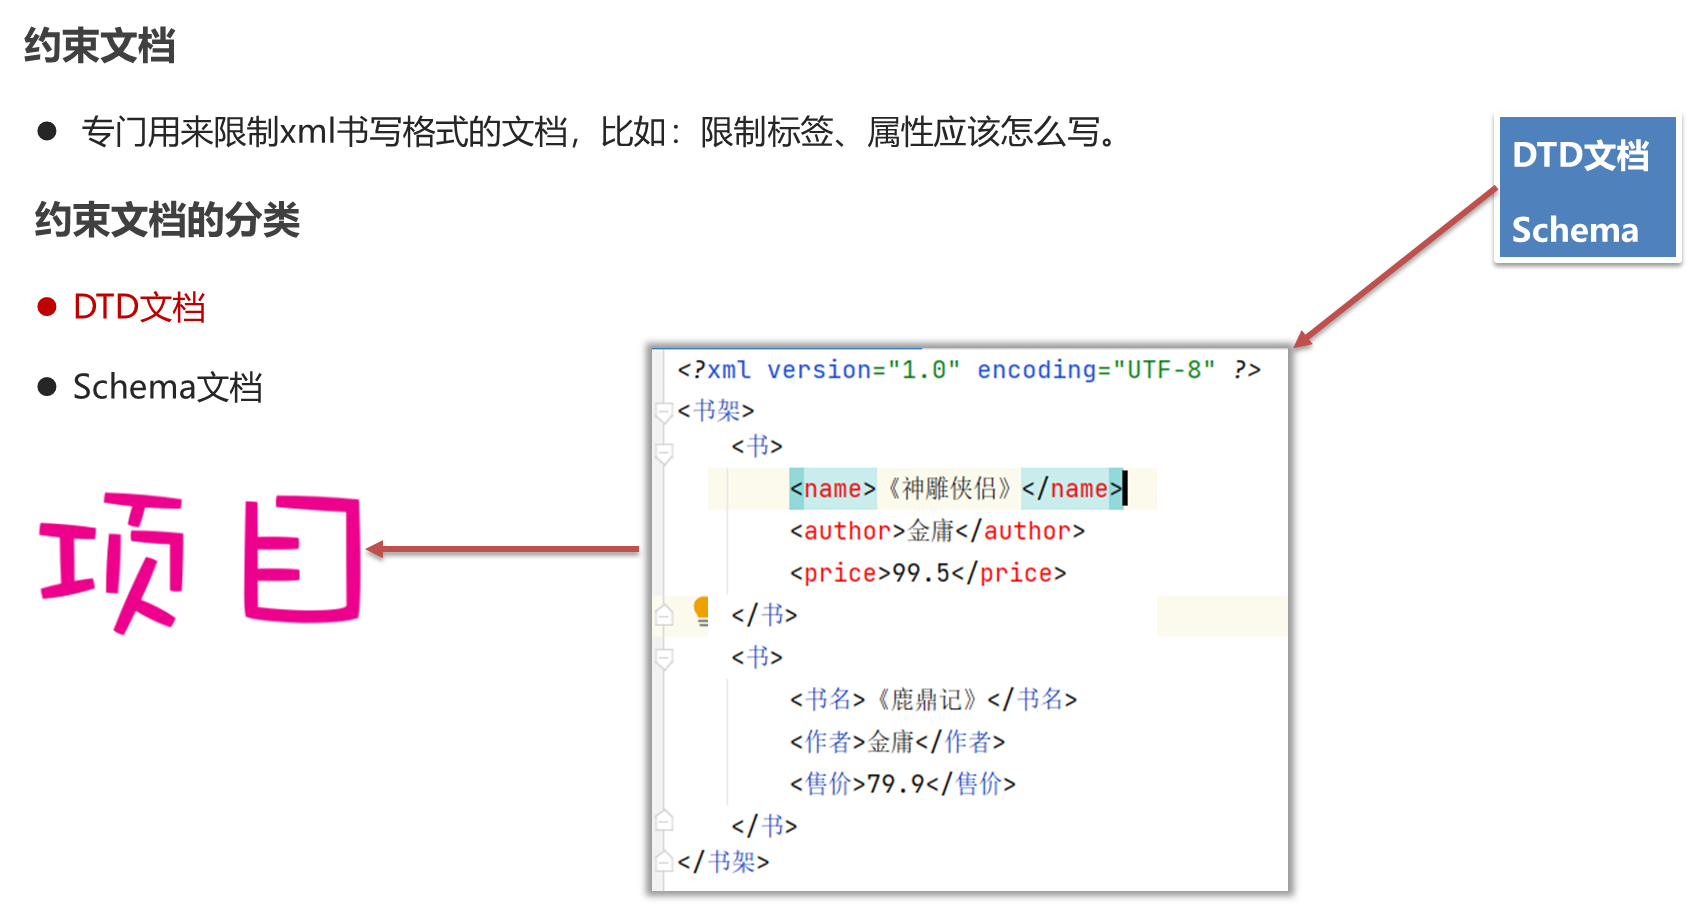 约束文档
● 专门用来限制xml书写格式的文档，比如：限制标签、属性应该怎么写。
约束文档的分类
● DTD文档
● Schema文档
DTD文档
Schema
项目
<?xml version="1.0" encoding="UTF-8" ?>
<书架>
<书>
<name>《神雕侠侣》</name>
<author>金庸</author>
<price>99.5</price>
</书>
<书>
<书名>《鹿鼎记》</书名>
<作者>金庸</作者>
<售价>79.9</售价>
</书>
</书架>